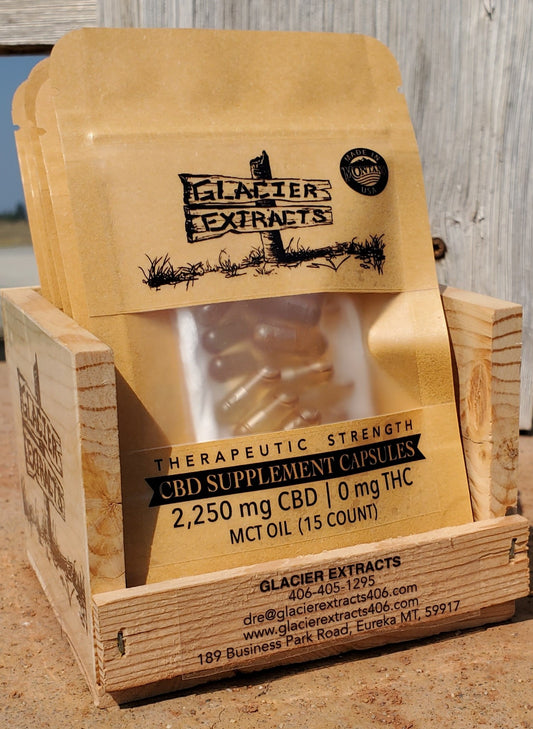 GLACIER
EXTRACTS
MADE IN
MONTANA
USA
THERAPEUTIC STRENGTH
CBD SUPPLEMENT CAPSULES
2,250 mg CBD | 0 mg THC
MCT OIL (15 COUNT)
GLACIER
EXTRACTS
GLACIER EXTRACTS
406-405-1295
dre@glacierextracts406.com
www.glacierextracts406.com
189 Business Park Road, Eureka MT, 59917